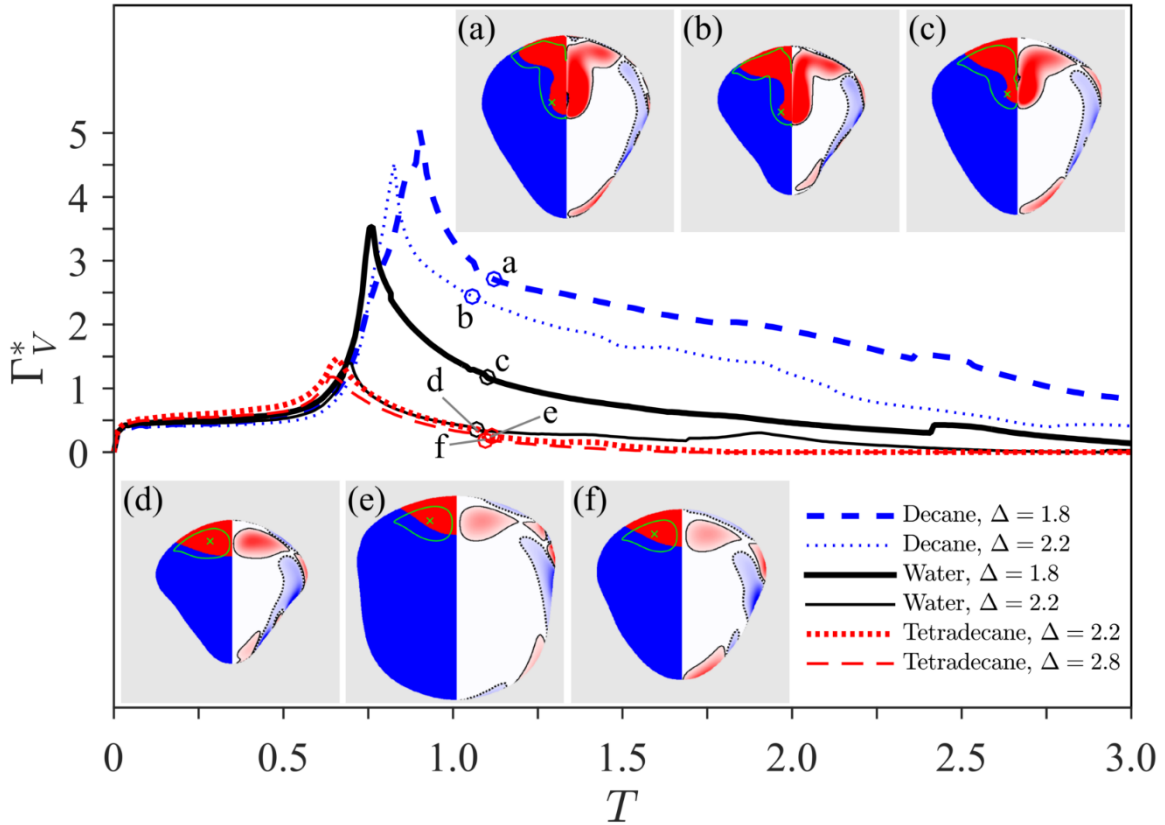 (a) (b) (c)
5
4
3
2
1
0
Γ*V
a
b
c
d
e
f
(d) (e) (f)
Decane, Δ = 1.8
Decane, Δ = 2.2
Water, Δ = 1.8
Water, Δ = 2.2
Tetradecane, Δ = 2.2
Tetradecane, Δ = 2.8
0 0.5 1.0 1.5 2.0 2.5 3.0
T